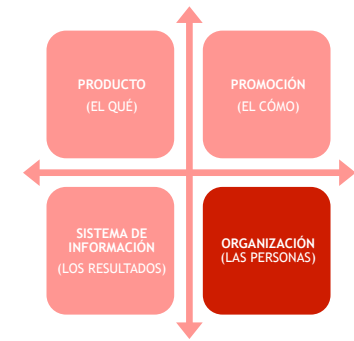 PRODUCTO
(EL QUÉ)
PROMOCIÓN
(EL CÓMO)
SISTEMA DE
INFORMACIÓN
(LOS RESULTADOS)
ORGANIZACIÓN
(LAS PERSONAS)